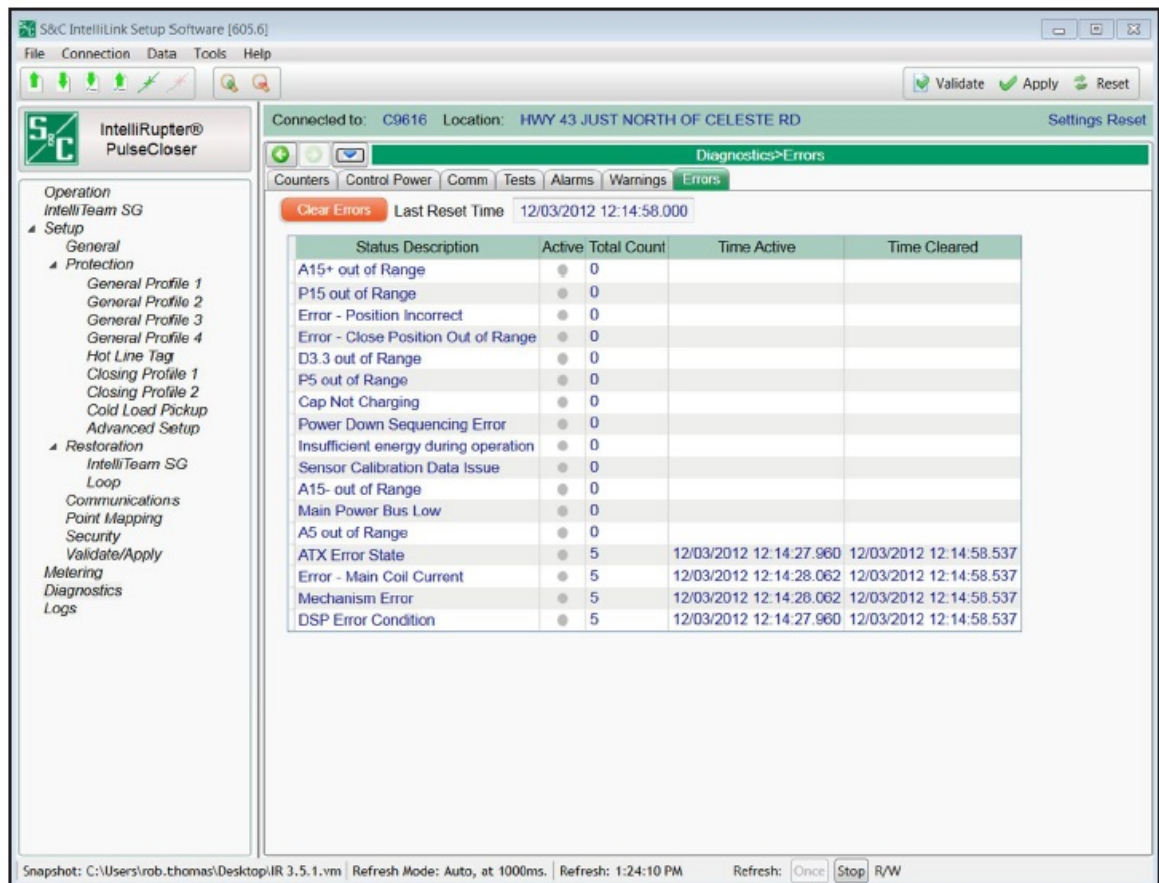 S&C IntelliLink Setup Software [605.6]
File Connection Data Tools Help
Validate Apply Reset
S&C
IntelliRupter®
PulseCloser
Connected to: C9616 Location: HWY 43 JUST NORTH OF CELESTE RD Settings Reset
Diagnostics>Errors
Counters Control Power Comm Tests Alarms Warnings Errors
Clear Errors Last Reset Time 12/03/2012 12:14:58.000
Operation
IntelliTeam SG
Setup
General
Protection
General Profile 1
General Profile 2
General Profile 3
General Profile 4
Hot Line Tag
Closing Profile 1
Closing Profile 2
Cold Load Pickup
Advanced Setup
Restoration
IntelliTeam SG
Loop
Communications
Point Mapping
Security
Validate/Apply
Metering
Diagnostics
Logs
Status Description Active Total Count Time Active Time Cleared
A15+ out of Range 0
P15 out of Range 0
Error - Position Incorrect 0
Error - Close Position Out of Range 0
D3.3 out of Range 0
P5 out of Range 0
Cap Not Charging 0
Power Down Sequencing Error 0
Insufficient energy during operation 0
Sensor Calibration Data Issue 0
A15- out of Range 0
Main Power Bus Low 0
A5 out of Range 0
ATX Error State 5 12/03/2012 12:14:27.960 12/03/2012 12:14:58.537
Error - Main Coil Current 5 12/03/2012 12:14:28.062 12/03/2012 12:14:58.537
Mechanism Error 5 12/03/2012 12:14:28.062 12/03/2012 12:14:58.537
DSP Error Condition 5 12/03/2012 12:14:27.960 12/03/2012 12:14:58.537
Snapshot: C:\Users\rob.thomas\Desktop\IR 3.5.1.vm Refresh Mode: Auto, at 1000ms. Refresh: 1:24:10 PM Refresh: Once Stop R/W